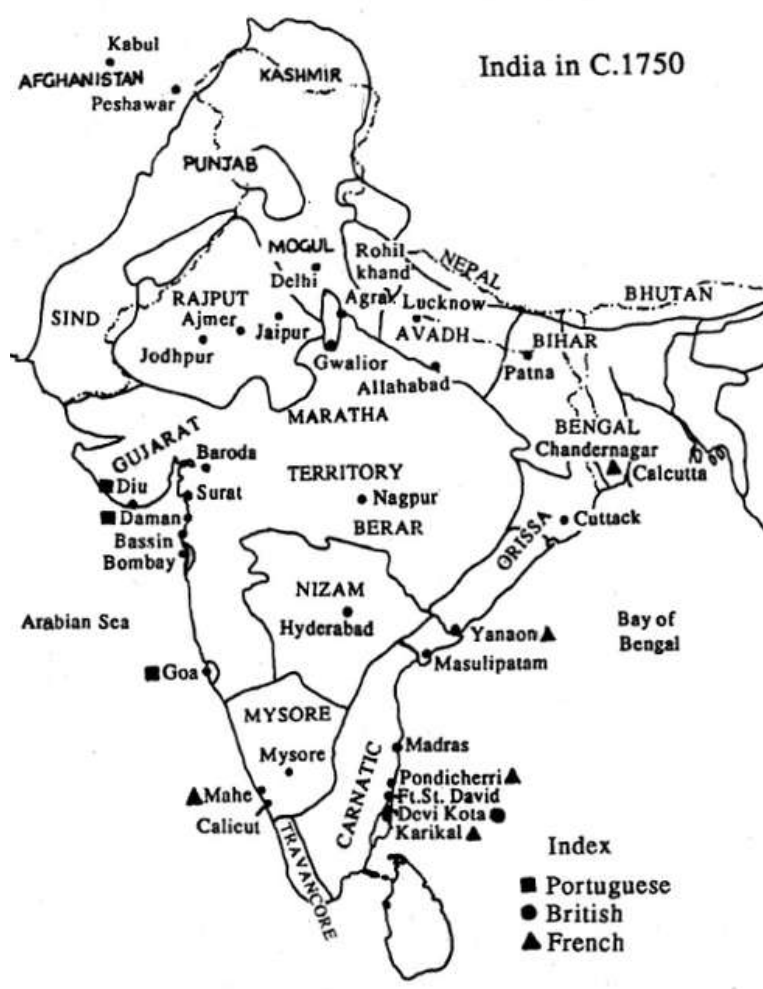 India in C.1750
Kabul
AFGHANISTAN
Peshawar
KASHMIR
PUNJAB
MOGUL
Delhi
Rohil
khand
NEPAL
Agra
Lucknow
BHUTAN
SIND
RAJPUT
Ajmer
Jaipur
AVADH
BIHAR
Jodhpur
Gwalior
Allahabad
Patna
MARATHA
BENGAL
GUJARAT
Baroda
Chandernagar
Calcutta
TERRITORY
Diu
Surat
Nagpur
Daman
BERAR
ORISSA
Cuttack
Bassin
Bombay
NIZAM
Hyderabad
Arabian Sea
Yanaon
Bay of
Bengal
Masulipatam
Goa
MYSORE
Mysore
Madras
CARNATIC
Pondicherri
Mahe
Ft.St. David
Calicut
Devi Kota
Karikal
TRAVANCORE
Index
Portuguese
British
French